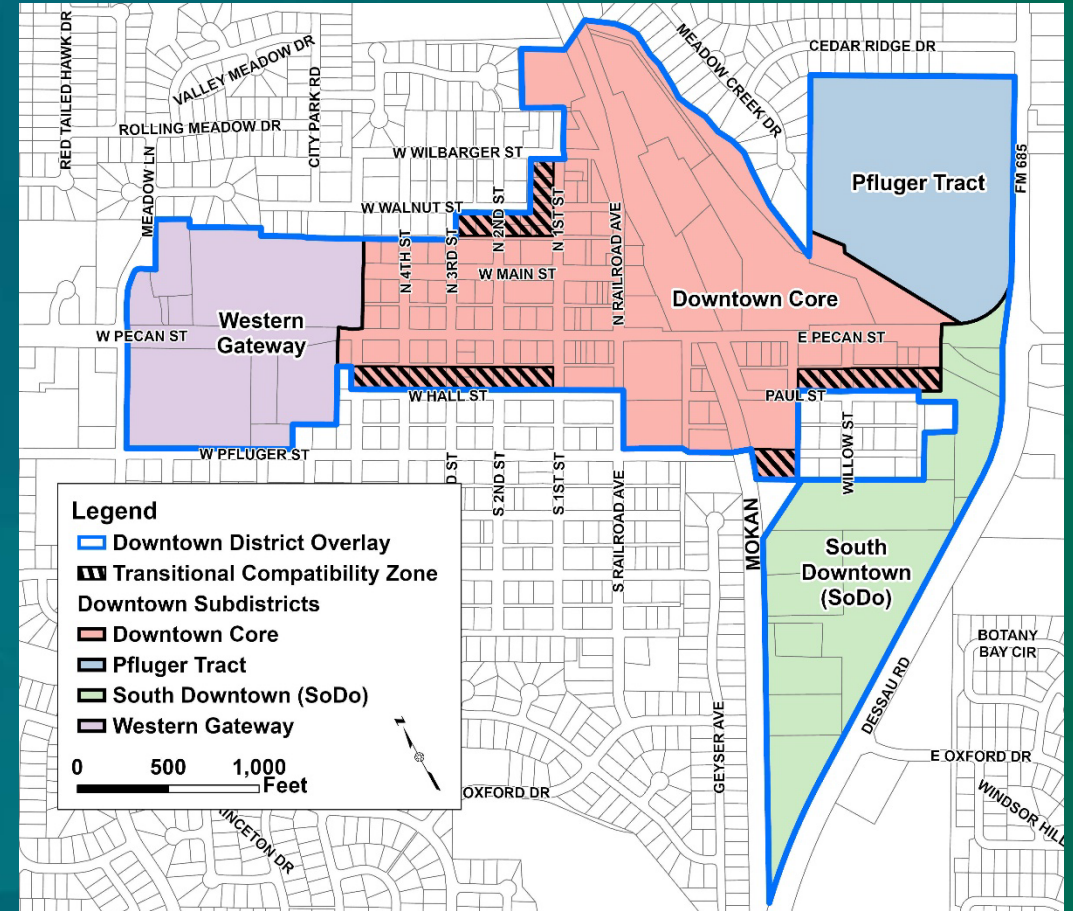 RED TAILED HAWK DR
VALLEY MEADOW DR
CITY PARK RD
ROLLING MEADOW DR
MEADOW LN
MEADOW CREEK DR
CEDAR RIDGE DR
W WILBARGER ST
W WALNUT ST
N 4TH ST
N 3RD ST
N 2ND ST
N 1ST ST
N RAILROAD AVE
W MAIN ST
Pfluger Tract
FM 685
Downtown Core
Western
Gateway
W PECAN ST
E PECAN ST
W HALL ST
PAUL ST
WILLOW ST
W PFLUGER ST
D ST
S 2ND ST
S 1ST ST
S RAILROAD AVE
MOKAN
South
Downtown
(SoDo)
BOTANY
BAY CIR
DESSAU RD
GEYSER AVE
E OXFORD DR
WINDSOR HILL
OXFORD DR
INCETON DR
Legend
Downtown District Overlay
Transitional Compatibility Zone
Downtown Subdistricts
Downtown Core
Pfluger Tract
South Downtown (SoDo)
Western Gateway
N
0 500 1,000
Feet